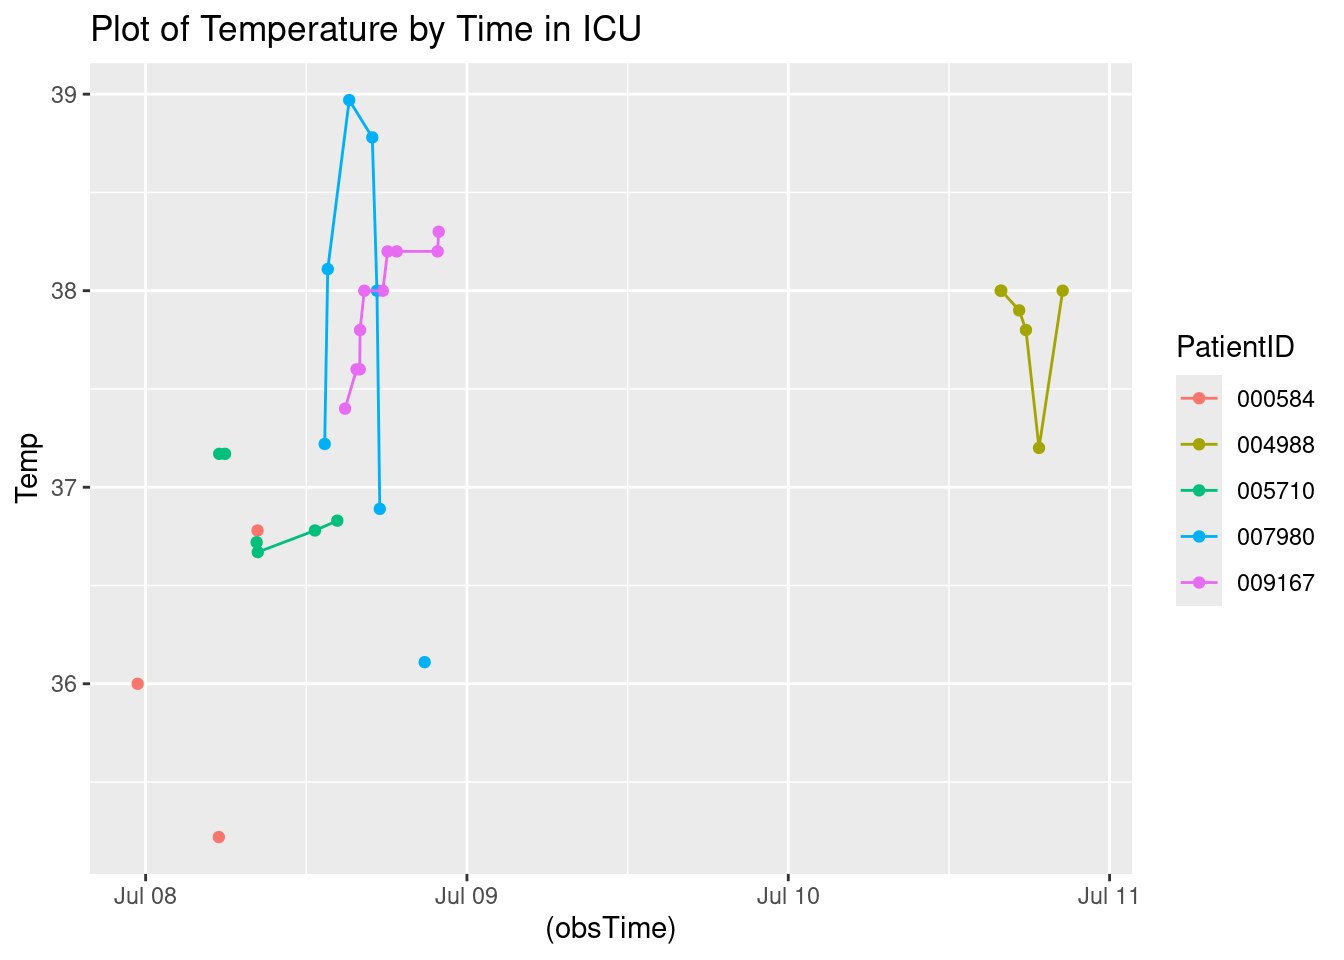 Plot of Temperature by Time in ICU
39
38
37
36
Temp
Jul 08
Jul 09
Jul 10
Jul 11
(obsTime)
PatientID
000584
004988
005710
007980
009167